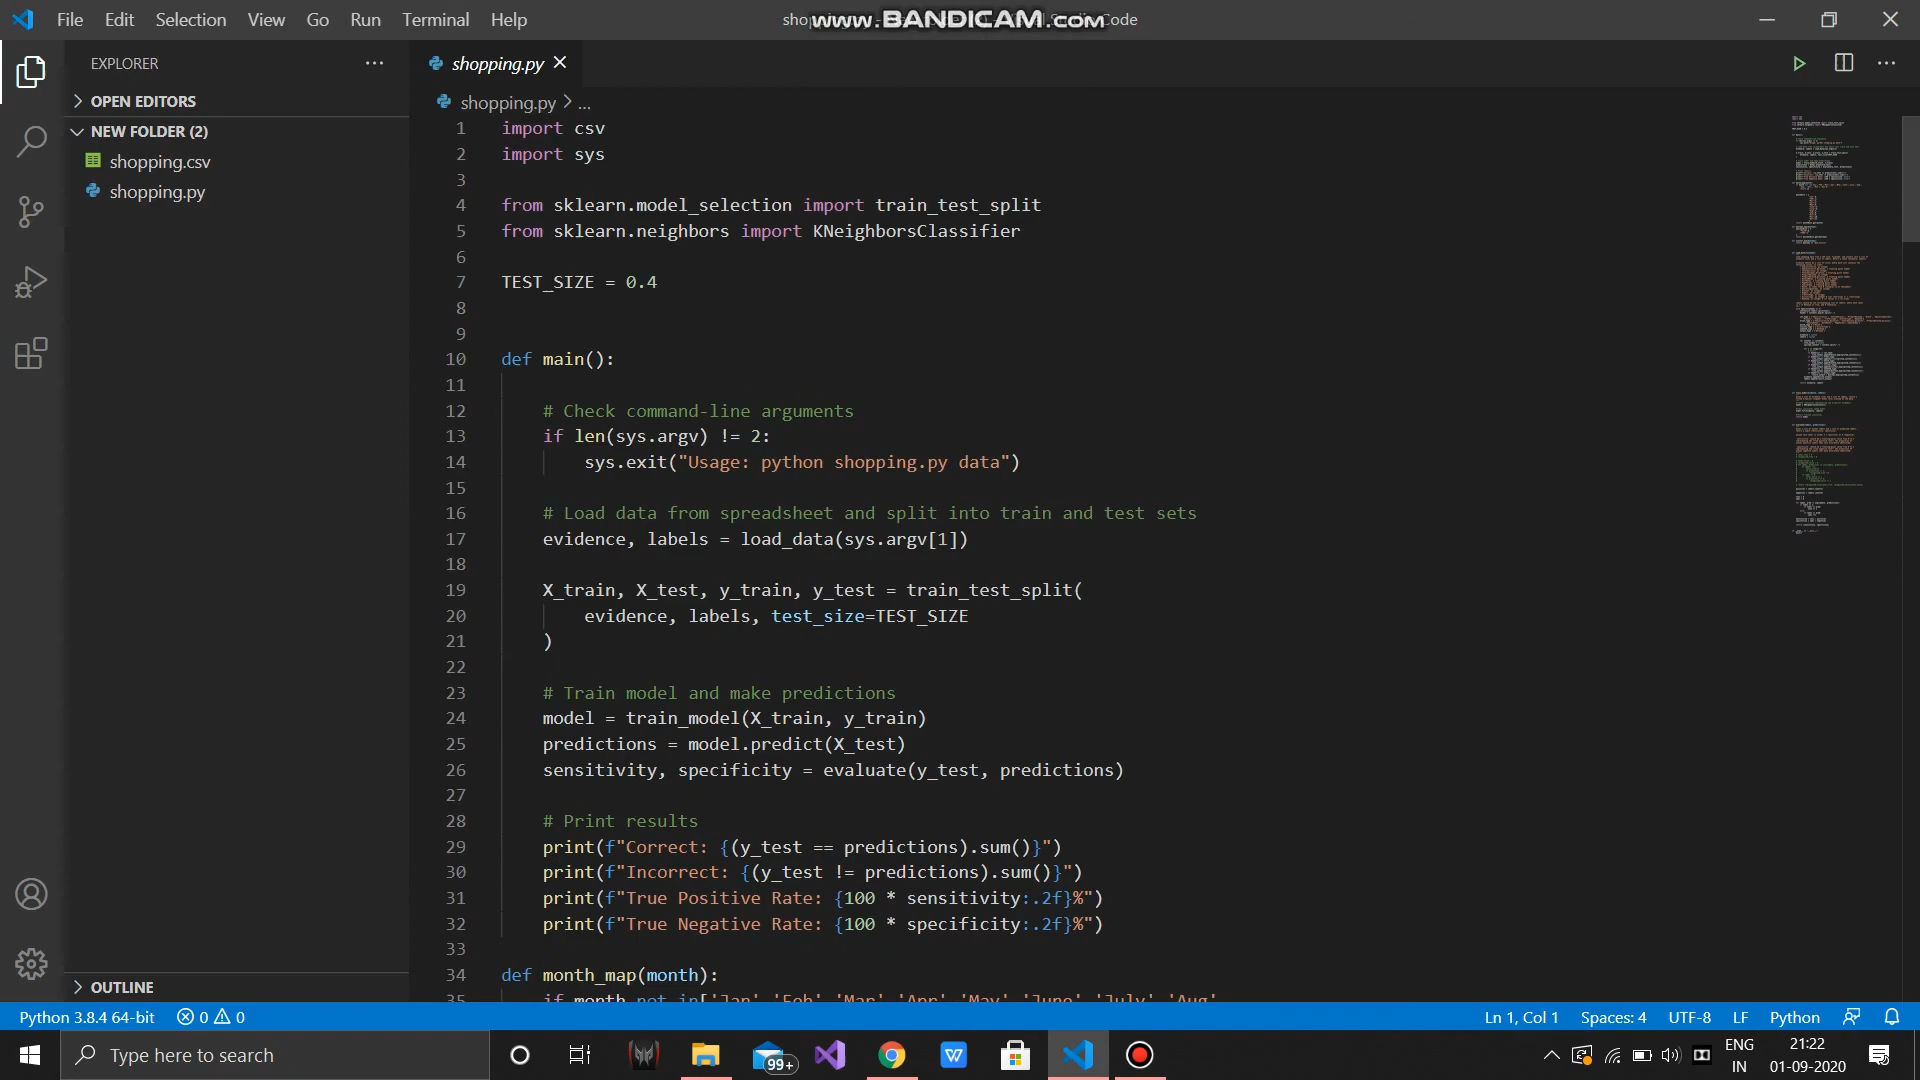 File Edit Selection View Go Run Terminal Help
www.BANDICAM.com
Code
EXPLORER
OPEN EDITORS
NEW FOLDER (2)
shopping.csv
shopping.py
OUTLINE
shopping.py
shopping.py > ...
1 import csv
2 import sys
3
4 from sklearn.model_selection import train_test_split
5 from sklearn.neighbors import KNeighborsClassifier
6
7 TEST_SIZE = 0.4
8
9
10 def main():
11
12 # Check command-line arguments
13 if len(sys.argv) != 2:
14 sys.exit("Usage: python shopping.py data")
15
16 # Load data from spreadsheet and split into train and test sets
17 evidence, labels = load_data(sys.argv[1])
18
19 X_train, X_test, y_train, y_test = train_test_split(
20 evidence, labels, test_size=TEST_SIZE
21 )
22
23 # Train model and make predictions
24 model = train_model(X_train, y_train)
25 predictions = model.predict(X_test)
26 sensitivity, specificity = evaluate(y_test, predictions)
27
28 # Print results
29 print(f"Correct: {(y_test == predictions).sum()}")
30 print(f"Incorrect: {(y_test != predictions).sum()}")
31 print(f"True Positive Rate: {100 * sensitivity:.2f}%")
32 print(f"True Negative Rate: {100 * specificity:.2f}%")
33
34 def month_map(month):
35 if month not in['Jan','Feb','Mar','Apr','May','June','July','Aug'
Python 3.8.4 64-bit 0 0 Ln 1, Col 1 Spaces: 4 UTF-8 LF Python
Type here to search
99+
ENG
IN
21:22
01-09-2020